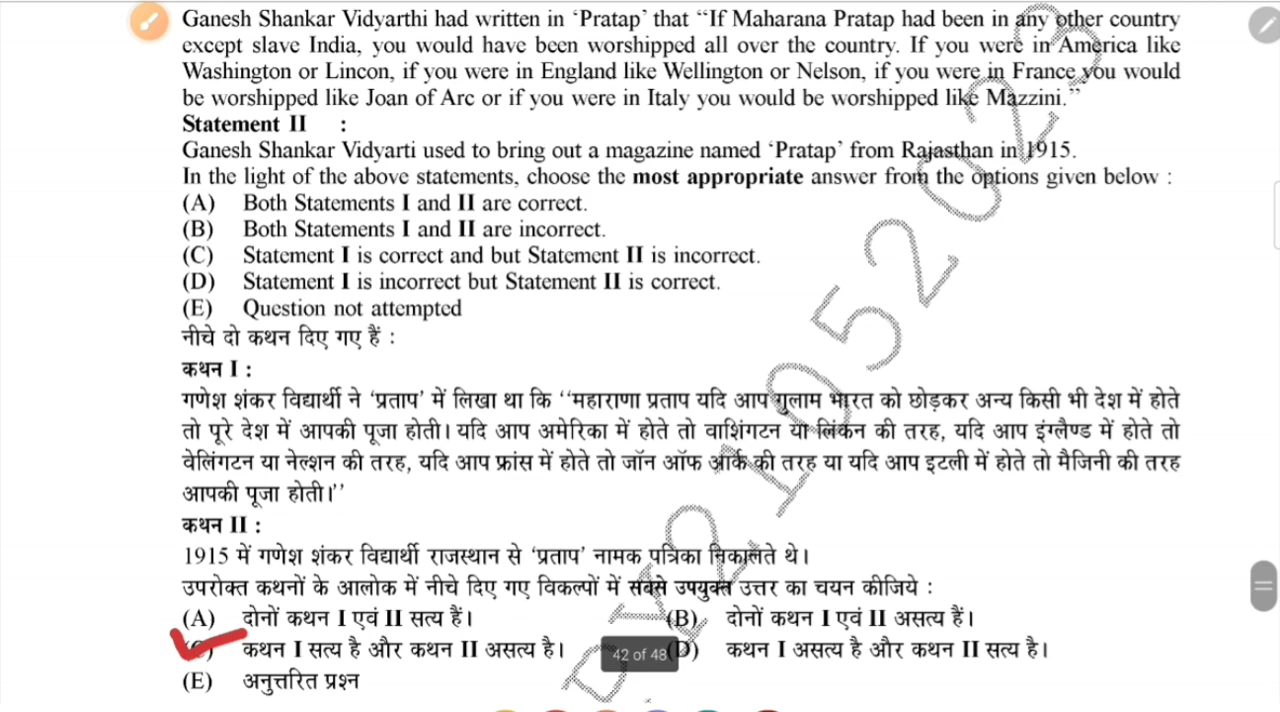 Ganesh Shankar Vidyarthi had written in ‘Pratap’ that “If Maharana Pratap had been in any other country
except slave India, you would have been worshipped all over the country. If you were in America like
Washington or Lincon, if you were in England like Wellington or Nelson, if you were in France you would
be worshipped like Joan of Arc or if you were in Italy you would be worshipped like Mazzini.”
Statement II :
Ganesh Shankar Vidyarti used to bring out a magazine named ‘Pratap’ from Rajasthan in 1915.
In the light of the above statements, choose the most appropriate answer from the options given below :
(A) Both Statements I and II are correct.
(B) Both Statements I and II are incorrect.
(C) Statement I is correct and but Statement II is incorrect.
(D) Statement I is incorrect but Statement II is correct.
(E) Question not attempted
नीचे दो कथन दिए गए हैं :
कथन I :
गणेश शंकर विद्यार्थी ने ‘प्रताप’ में लिखा था कि ‘‘महाराणा प्रताप यदि आप गुलाम भारत को छोड़कर अन्य किसी भी देश में होते
तो पूरे देश में आपकी पूजा होती। यदि आप अमेरिका में होते तो वाशिंगटन या लिंकन की तरह, यदि आप इंग्लैण्ड में होते तो
वेलिंगटन या नेल्शन की तरह, यदि आप फ्रांस में होते तो जॉन ऑफ आर्क की तरह या यदि आप इटली में होते तो मैजिनी की तरह
आपकी पूजा होती।’’
कथन II :
1915 में गणेश शंकर विद्यार्थी राजस्थान से ‘प्रताप’ नामक पत्रिका निकालते थे।
उपरोक्त कथनों के आलोक में नीचे दिए गए विकल्पों में सबसे उपयुक्त उत्तर का चयन कीजिये :
(A) दोनों कथन I एवं II सत्य हैं। (B) दोनों कथन I एवं II असत्य हैं।
(C) कथन I सत्य है और कथन II असत्य है। 42 of 48 (D) कथन I असत्य है और कथन II सत्य है।
(E) अनुत्तरित प्रश्न